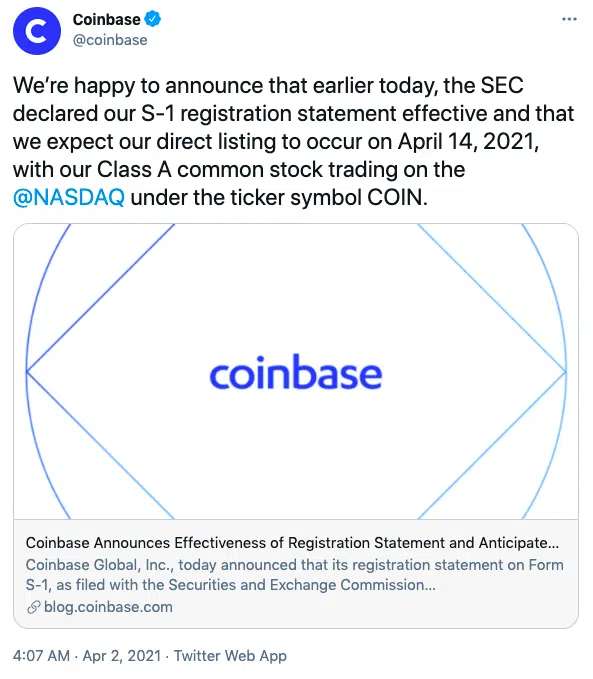 Coinbase
@coinbase
We’re happy to announce that earlier today, the SEC
declared our S-1 registration statement effective and that
we expect our direct listing to occur on April 14, 2021,
with our Class A common stock trading on the
@NASDAQ under the ticker symbol COIN.
coinbase
Coinbase Announces Effectiveness of Registration Statement and Anticipate...
Coinbase Global, Inc., today announced that its registration statement on Form
S-1, as filed with the Securities and Exchange Commission...
blog.coinbase.com
4:07 AM · Apr 2, 2021 · Twitter Web App